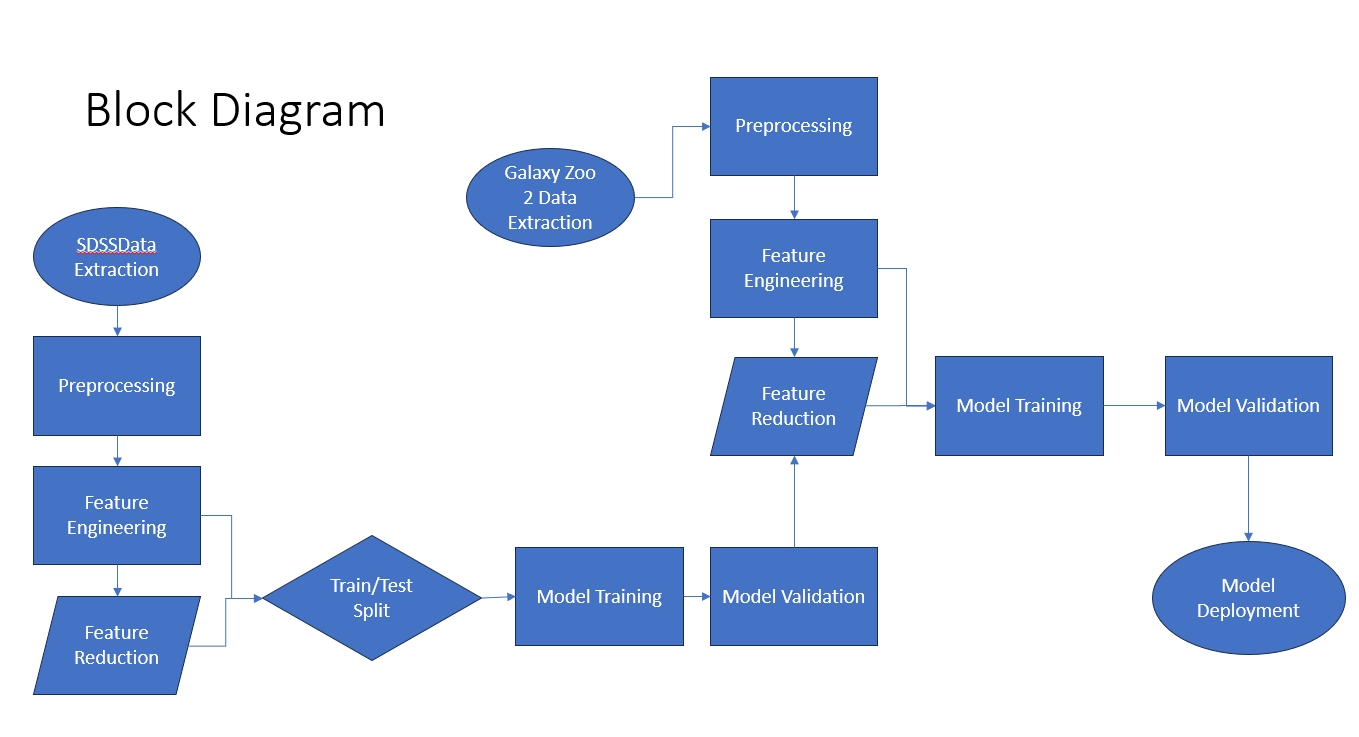 Block Diagram
SDSSData
Extraction
Preprocessing
Feature
Engineering
Feature
Reduction
Train/Test
Split
Model Training
Model Validation
Galaxy Zoo
2 Data
Extraction
Preprocessing
Feature
Engineering
Feature
Reduction
Model Training
Model Validation
Model
Deployment